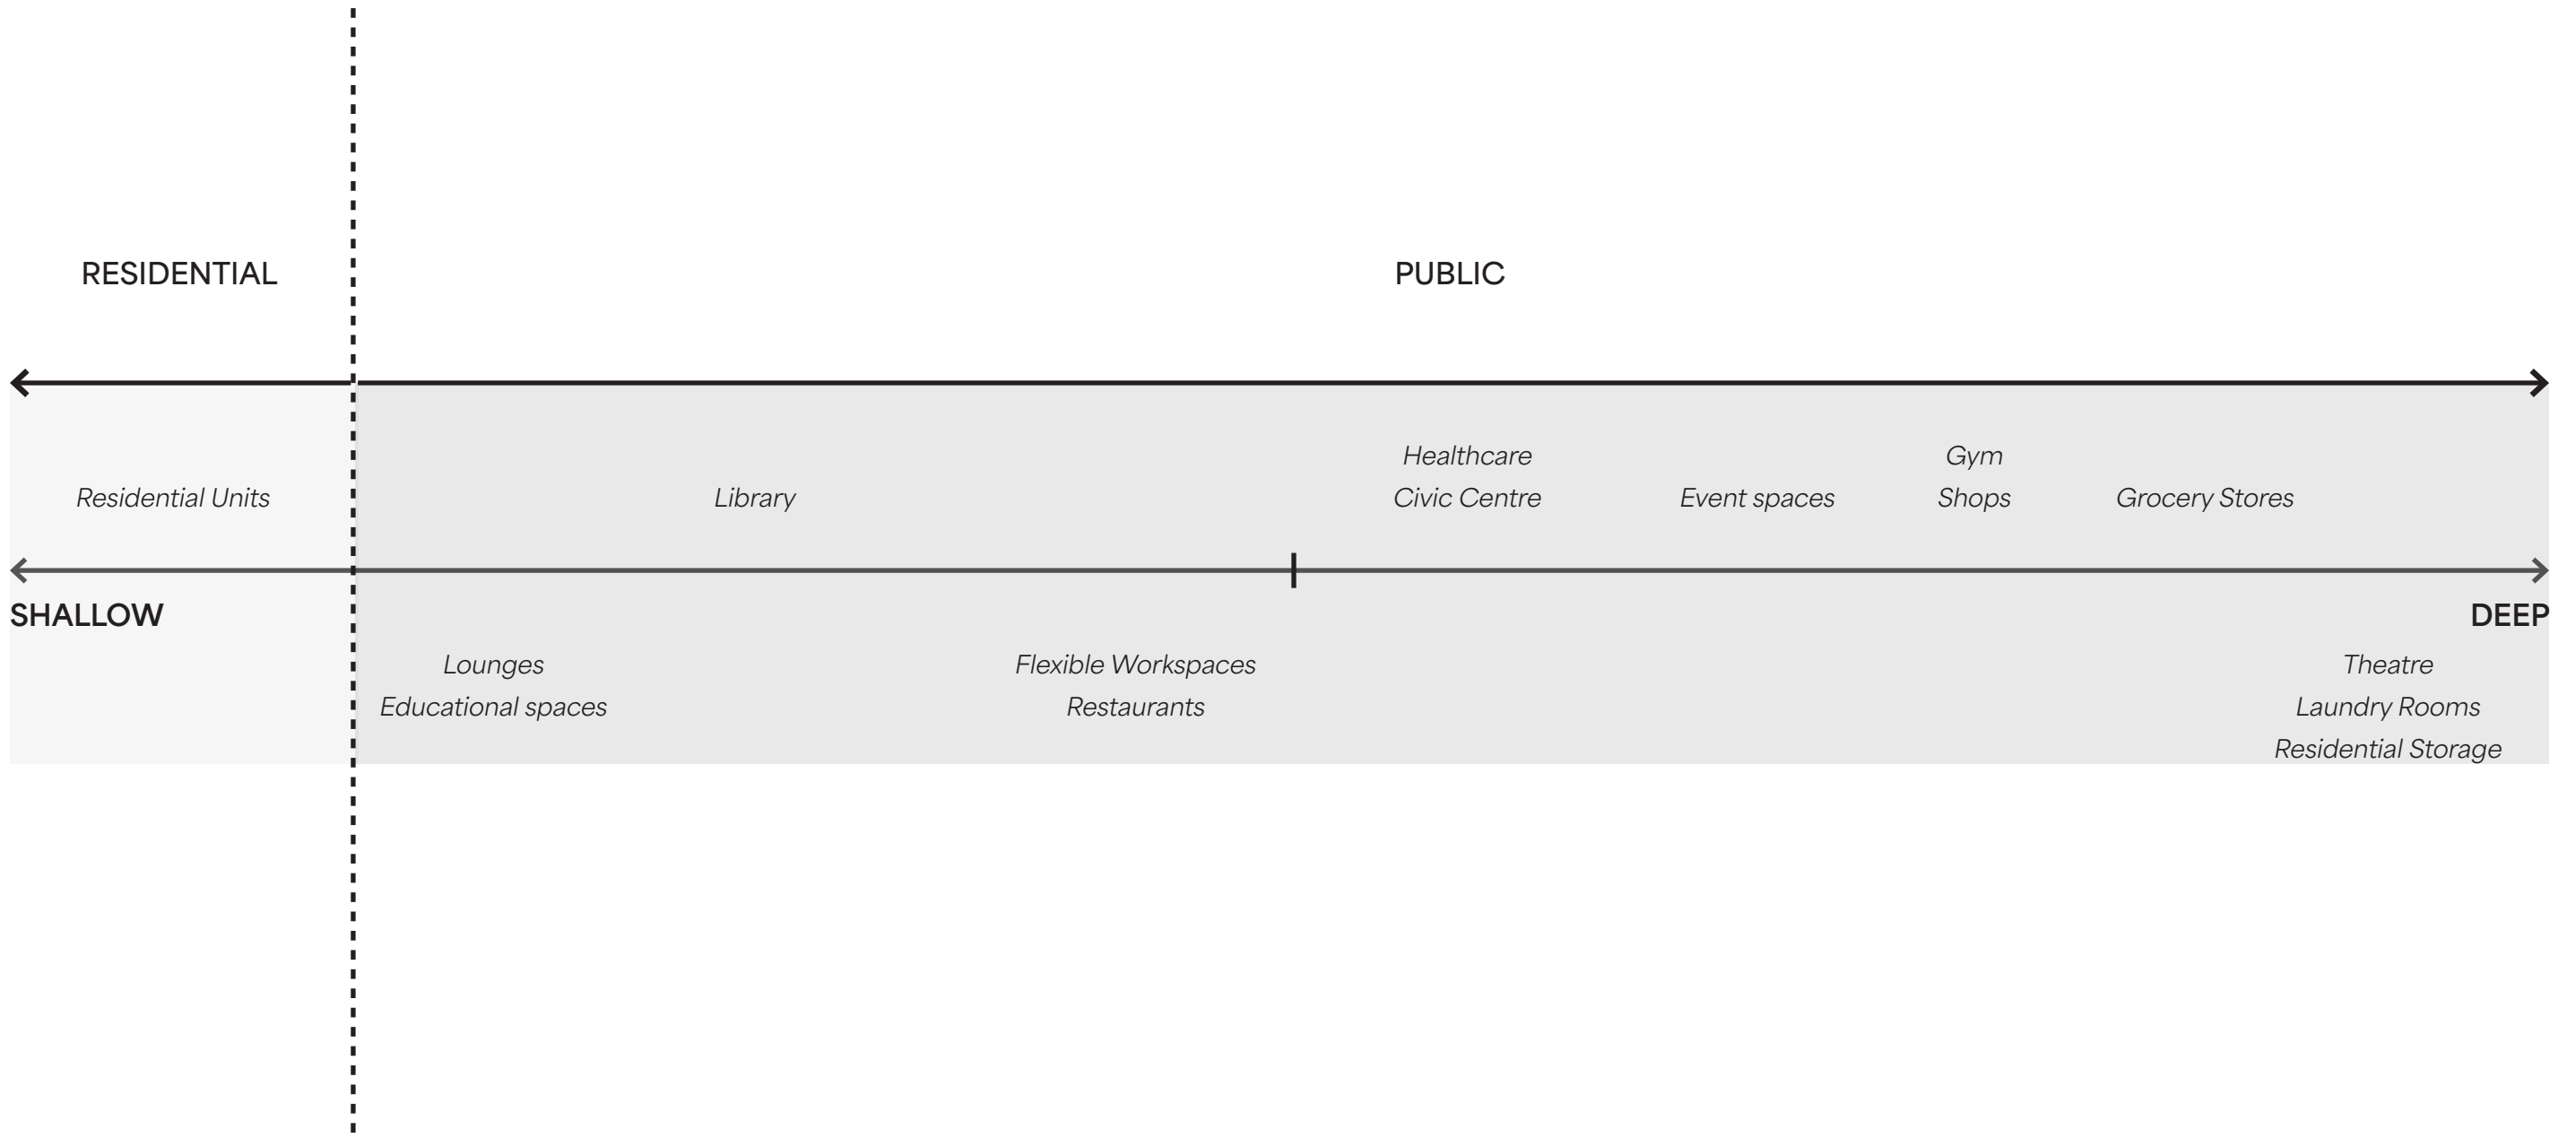 RESIDENTIAL
PUBLIC
Residential Units
Library
Healthcare
Civic Centre
Event spaces
Gym
Shops
Grocery Stores
SHALLOW
DEEP
Lounges
Educational spaces
Flexible Workspaces
Restaurants
Theatre
Laundry Rooms
Residential Storage